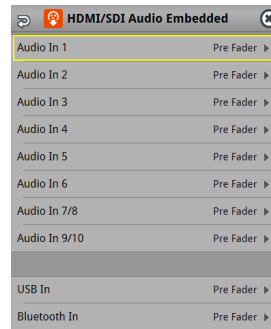 HDMI/SDI Audio Embedded
Audio In 1 Pre Fader
Audio In 2 Pre Fader
Audio In 3 Pre Fader
Audio In 4 Pre Fader
Audio In 5 Pre Fader
Audio In 6 Pre Fader
Audio In 7/8 Pre Fader
Audio In 9/10 Pre Fader
USB In Pre Fader
Bluetooth In Pre Fader